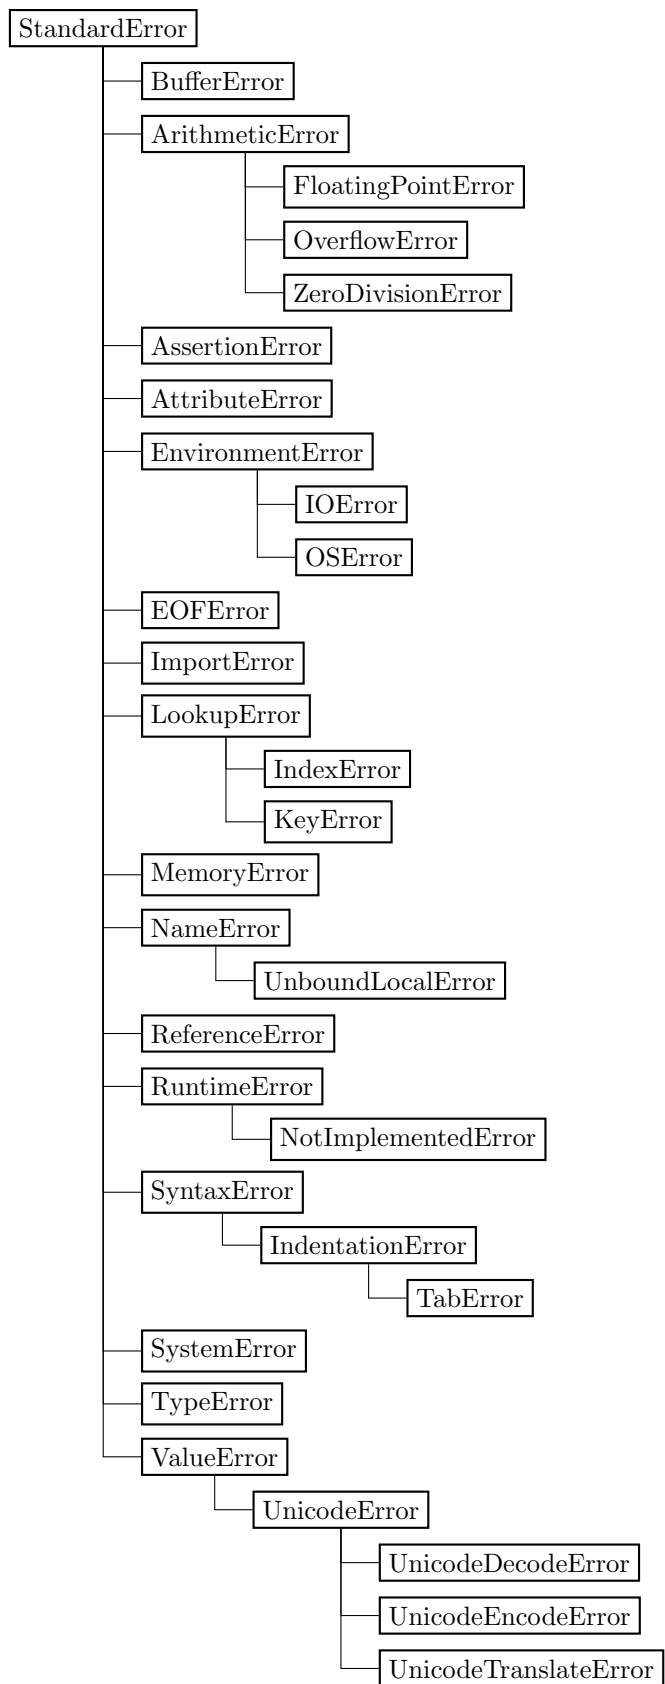 StandardError
BufferError
ArithmeticError
FloatingPointError
OverflowError
ZeroDivisionError
AssertionError
AttributeError
EnvironmentError
IOError
OSError
EOFError
ImportError
LookupError
IndexError
KeyError
MemoryError
NameError
UnboundLocalError
ReferenceError
RuntimeError
NotImplementedError
SyntaxError
IndentationError
TabError
SystemError
TypeError
ValueError
UnicodeError
UnicodeDecodeError
UnicodeEncodeError
UnicodeTranslateError